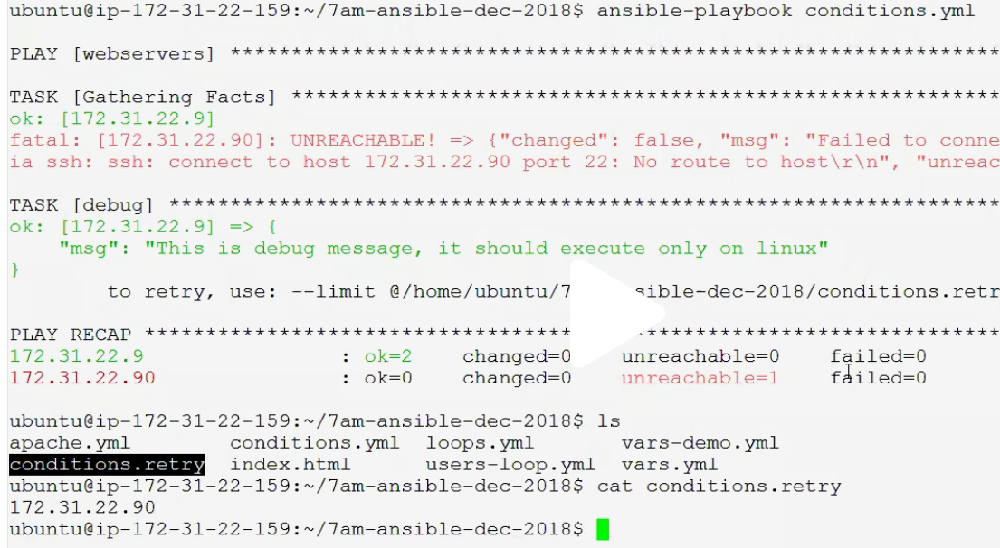 ubuntu@ip-172-31-22-159:~/7am-ansible-dec-2018$ ansible-playbook conditions.yml
PLAY [webservers] *******************************************************************
TASK [Gathering Facts] **************************************************************
ok: [172.31.22.9]
fatal: [172.31.22.90]: UNREACHABLE! => {"changed": false, "msg": "Failed to conne
ia ssh: ssh: connect to host 172.31.22.90 port 22: No route to host\r\n", "unreac
TASK [debug] ************************************************************************
ok: [172.31.22.9] => {
    "msg": "This is debug message, it should execute only on linux"
}
        to retry, use: --limit @/home/ubuntu/7 sible-dec-2018/conditions.retr
PLAY RECAP **************************************************************************
172.31.22.9                : ok=2    changed=0    unreachable=0    failed=0
172.31.22.90               : ok=0    changed=0    unreachable=1    failed=0
ubuntu@ip-172-31-22-159:~/7am-ansible-dec-2018$ ls
apache.yml        conditions.yml  loops.yml       vars-demo.yml
conditions.retry  index.html      users-loop.yml  vars.yml
ubuntu@ip-172-31-22-159:~/7am-ansible-dec-2018$ cat conditions.retry
172.31.22.90
ubuntu@ip-172-31-22-159:~/7am-ansible-dec-2018$